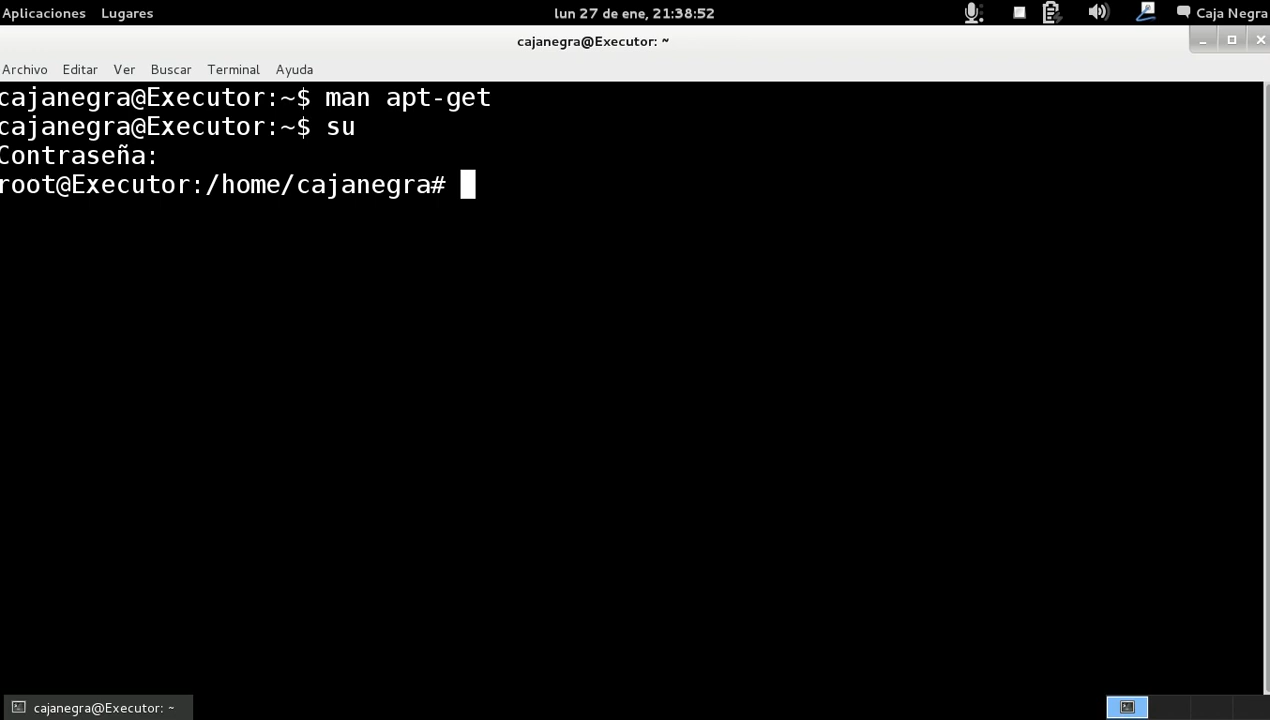 Aplicaciones Lugares lun 27 de ene, 21:38:52 Caja Negra
cajanegra@Executor: ~
Archivo Editar Ver Buscar Terminal Ayuda
cajanegra@Executor:~$ man apt-get
cajanegra@Executor:~$ su
Contraseña:
root@Executor:/home/cajanegra#
cajanegra@Executor: ~